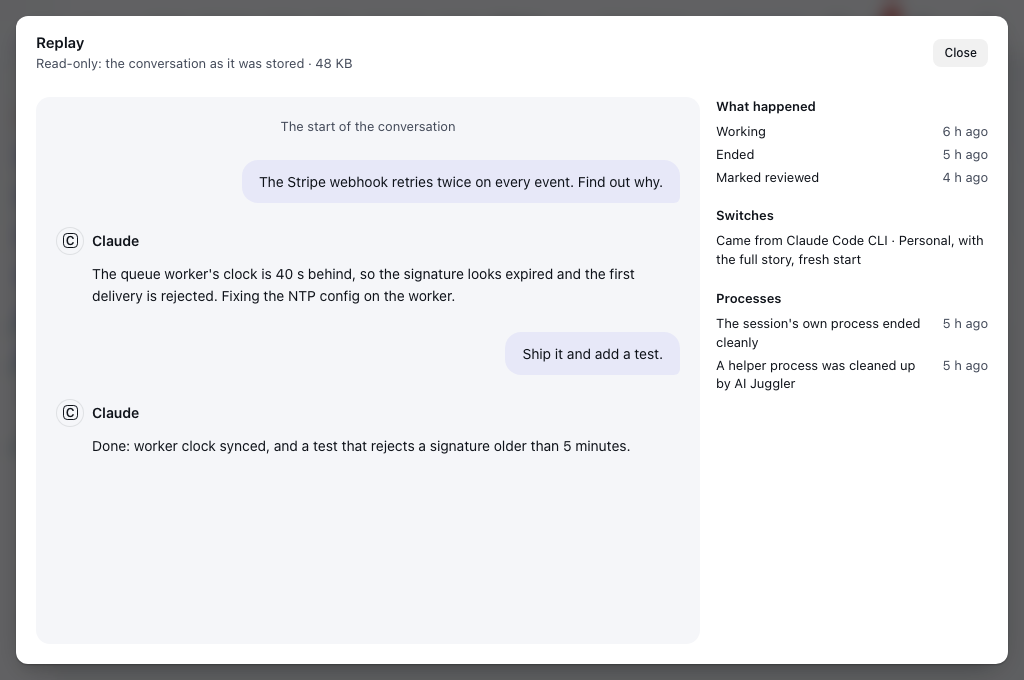 Replay
Read-only: the conversation as it was stored · 48 KB
Close
The start of the conversation
The Stripe webhook retries twice on every event. Find out why.
C Claude
The queue worker's clock is 40 s behind, so the signature looks expired and the first
delivery is rejected. Fixing the NTP config on the worker.
Ship it and add a test.
C Claude
Done: worker clock synced, and a test that rejects a signature older than 5 minutes.
What happened
Working 6 h ago
Ended 5 h ago
Marked reviewed 4 h ago
Switches
Came from Claude Code CLI · Personal, with
the full story, fresh start
Processes
The session's own process ended 5 h ago
cleanly
A helper process was cleaned up 5 h ago
by AI Juggler